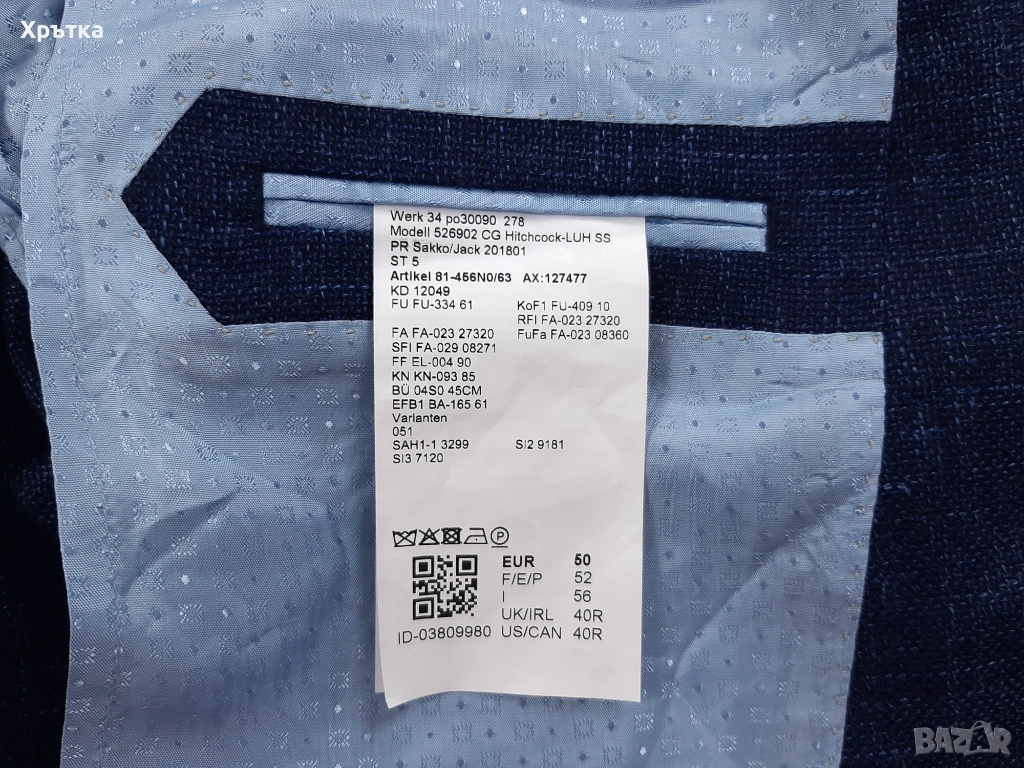 Хрътка
Werk 34 po30090 278
Modell 526902 CG Hitchcock-LUH SS
PR Sakko/Jack 201801
ST 5
Artikel 81-456N0/63 AX:127477
KD 12049
FU FU-334 61 KoF1 FU-409 10
RFI FA-023 27320
FA FA-023 27320 FuFa FA-023 08360
SFI FA-029 08271
FF EL-004 90
KN KN-093 85
BÜ 04S0 45CM
EFB1 BA-165 61
Varianten
051
SAH1-1 3299 SI2 9181
SI3 7120
P
EUR 50
F/E/P 52
I 56
UK/IRL 40R
ID-03809980 US/CAN 40R
BAZAR